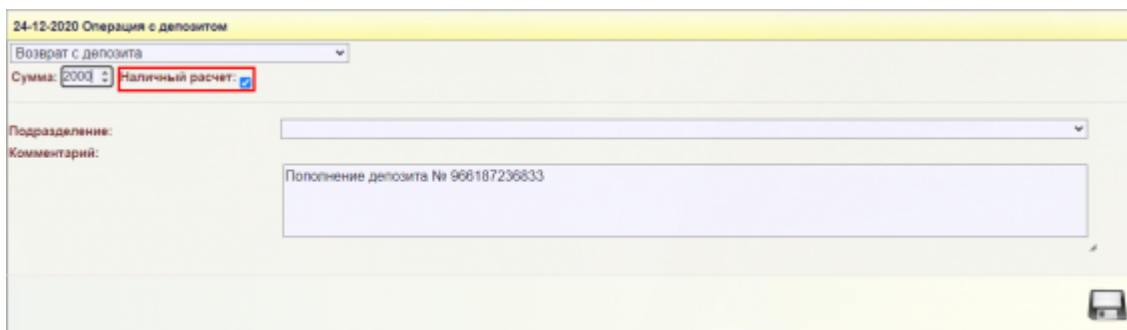 24-12-2020 Операция с депозитом
Возврат с депозита
Сумма: 2000 Наличный расчет:
Подразделение:
Комментарий:
Пополнение депозита № 966187236833